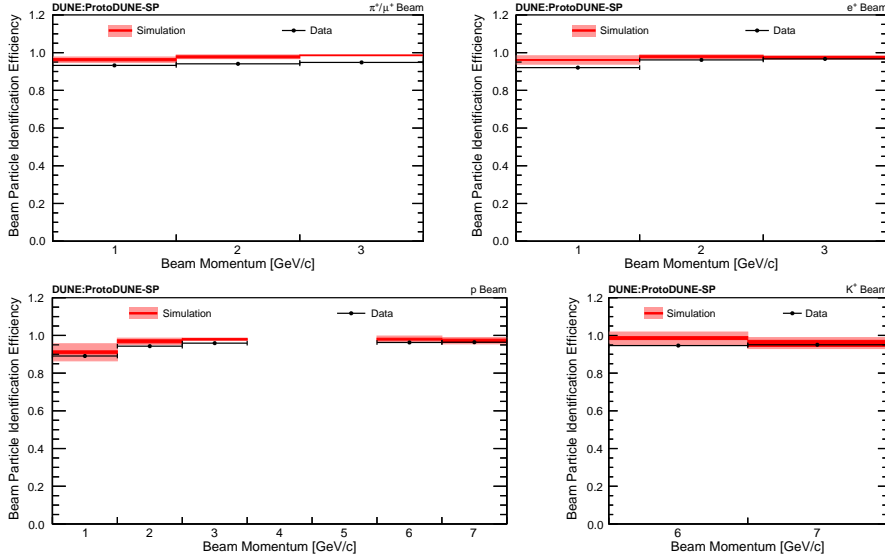 DUNE:ProtoDUNE-SP π⁺/μ⁺ Beam
Simulation Data
Beam Particle Identification Efficiency
1.2
1.0
0.8
0.6
0.4
0.2
0.0
1 2 3
Beam Momentum [GeV/c]
DUNE:ProtoDUNE-SP e⁺ Beam
Simulation Data
Beam Particle Identification Efficiency
1.2
1.0
0.8
0.6
0.4
0.2
0.0
1 2 3
Beam Momentum [GeV/c]
DUNE:ProtoDUNE-SP p Beam
Simulation Data
Beam Particle Identification Efficiency
1.2
1.0
0.8
0.6
0.4
0.2
0.0
1 2 3 4 5 6 7
Beam Momentum [GeV/c]
DUNE:ProtoDUNE-SP K⁺ Beam
Simulation Data
Beam Particle Identification Efficiency
1.2
1.0
0.8
0.6
0.4
0.2
0.0
6 7
Beam Momentum [GeV/c]